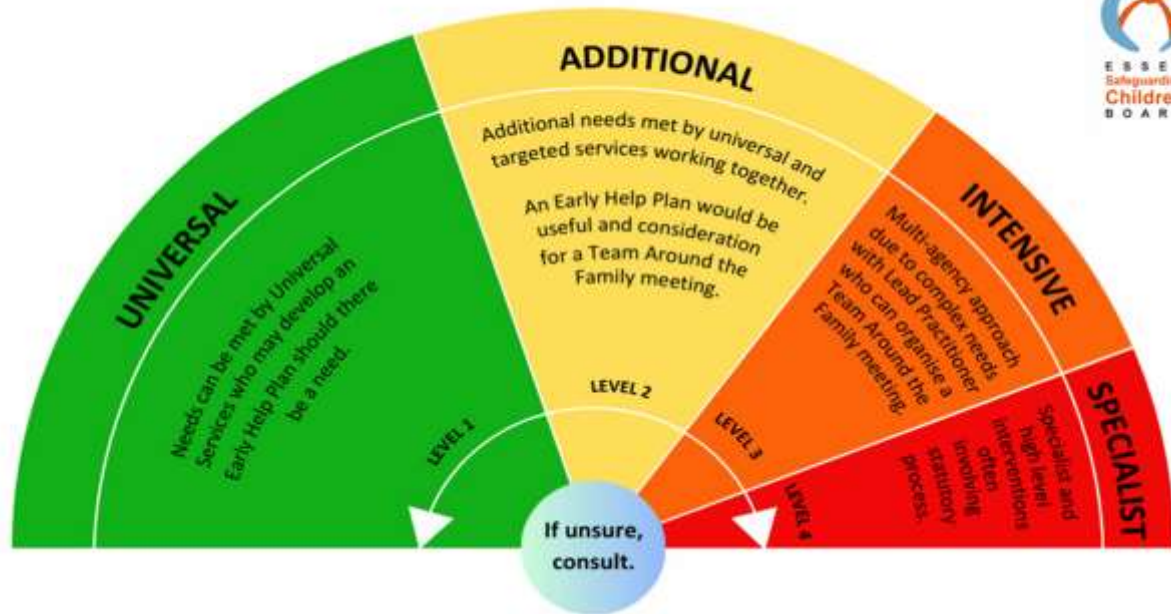 UNIVERSAL
Needs can be met by Universal
Services who may develop an
Early Help Plan should there
be a need.
LEVEL 1
ADDITIONAL
Additional needs met by universal and
targeted services working together.
An Early Help Plan would be
useful and consideration
for a Team Around the
Family meeting.
LEVEL 2
INTENSIVE
Multi-agency approach
due to complex needs
with Lead Practitioner
who can organise a
Team Around the
Family meeting.
LEVEL 3
SPECIALIST
Specialist and
high level
interventions
often
involving
statutory
process.
LEVEL 4
If unsure,
consult.
ESSE
Safeguardi
Childre
BOAR